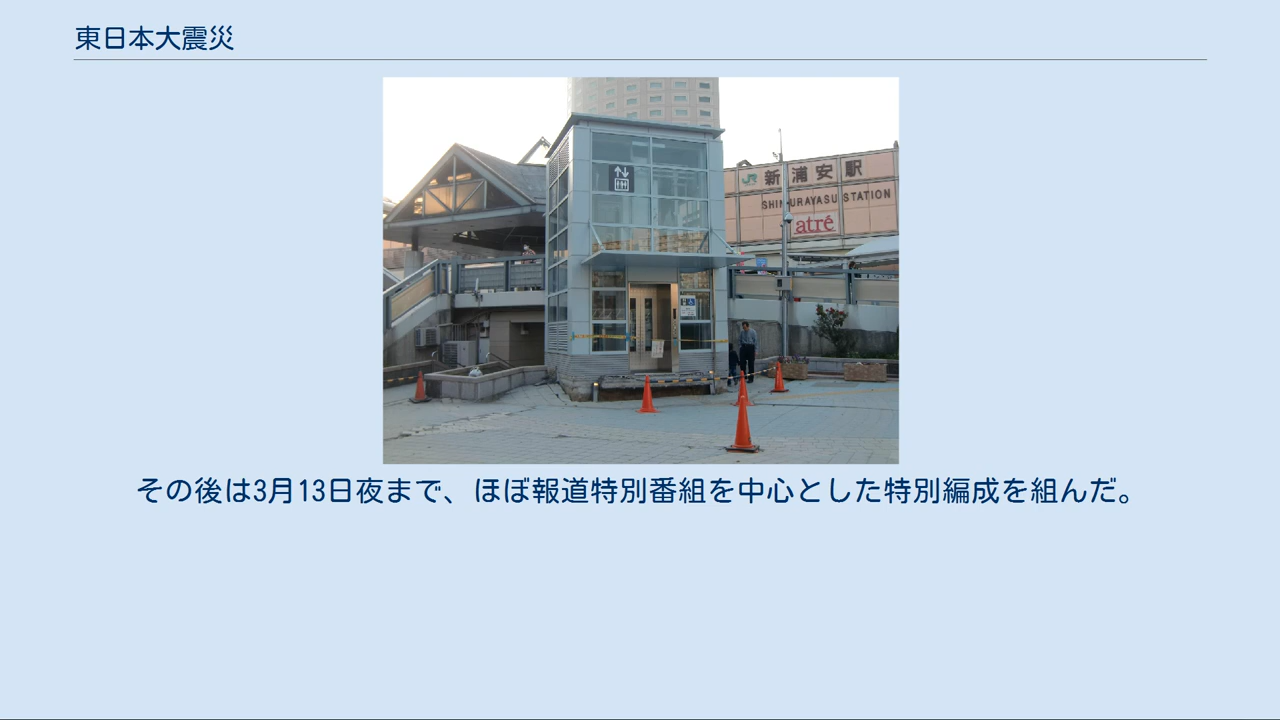 東日本大震災
JR 新浦安駅
SHIN-URAYASU STATION
atré
その後は3月13日夜まで、ほぼ報道特別番組を中心とした特別編成を組んだ。